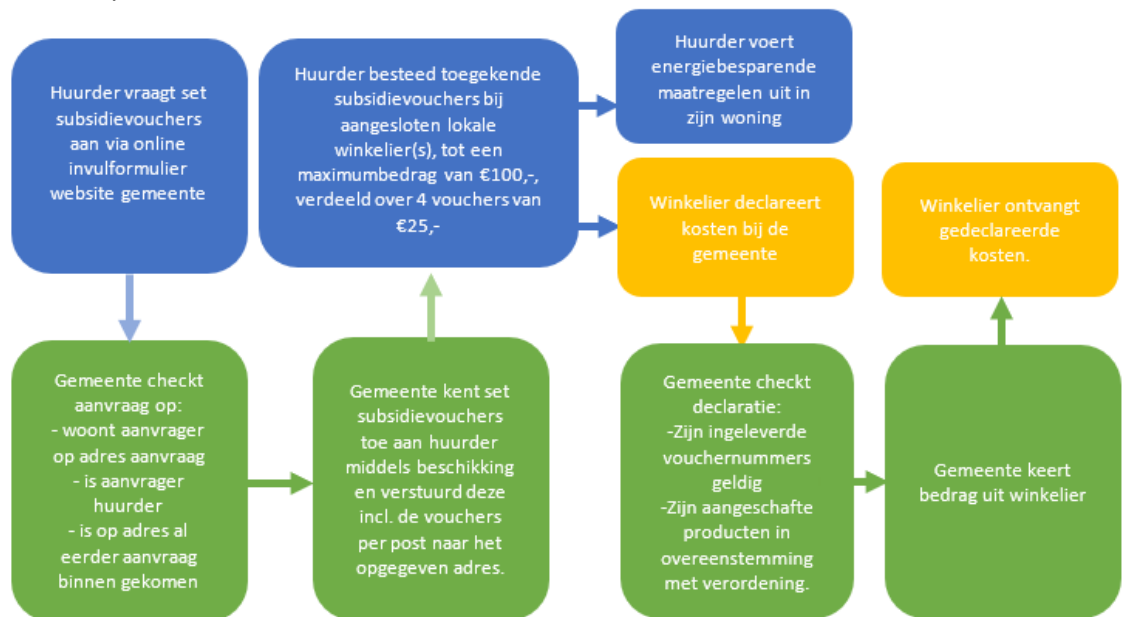 Huurder vraagt set
subsidievouchers
aan via online
invulformulier
website gemeente
Gemeente checkt
aanvraag op:
- woont aanvrager
op adres aanvraag
- is aanvrager
huurder
- is op adres al
eerder aanvraag
binnen gekomen
Gemeente kent set
subsidievouchers
toe aan huurder
middels beschikking
en verstuurd deze
incl. de vouchers
per post naar het
opgegeven adres.
Huurder besteed toegekende
subsidievouchers bij
aangesloten lokale
winkelier(s), tot een
maximumbedrag van €100,-,
verdeeld over 4 vouchers van
€25,-
Huurder voert
energiebesparende
maatregelen uit in
zijn woning
Winkelier declareert
kosten bij de
gemeente
Gemeente checkt
declaratie:
-Zijn ingeleverde
vouchernummers
geldig
-Zijn aangeschafte
producten in
overeenstemming
met verordening.
Gemeente keert
bedrag uit winkelier
Winkelier ontvangt
gedeclareerde
kosten.